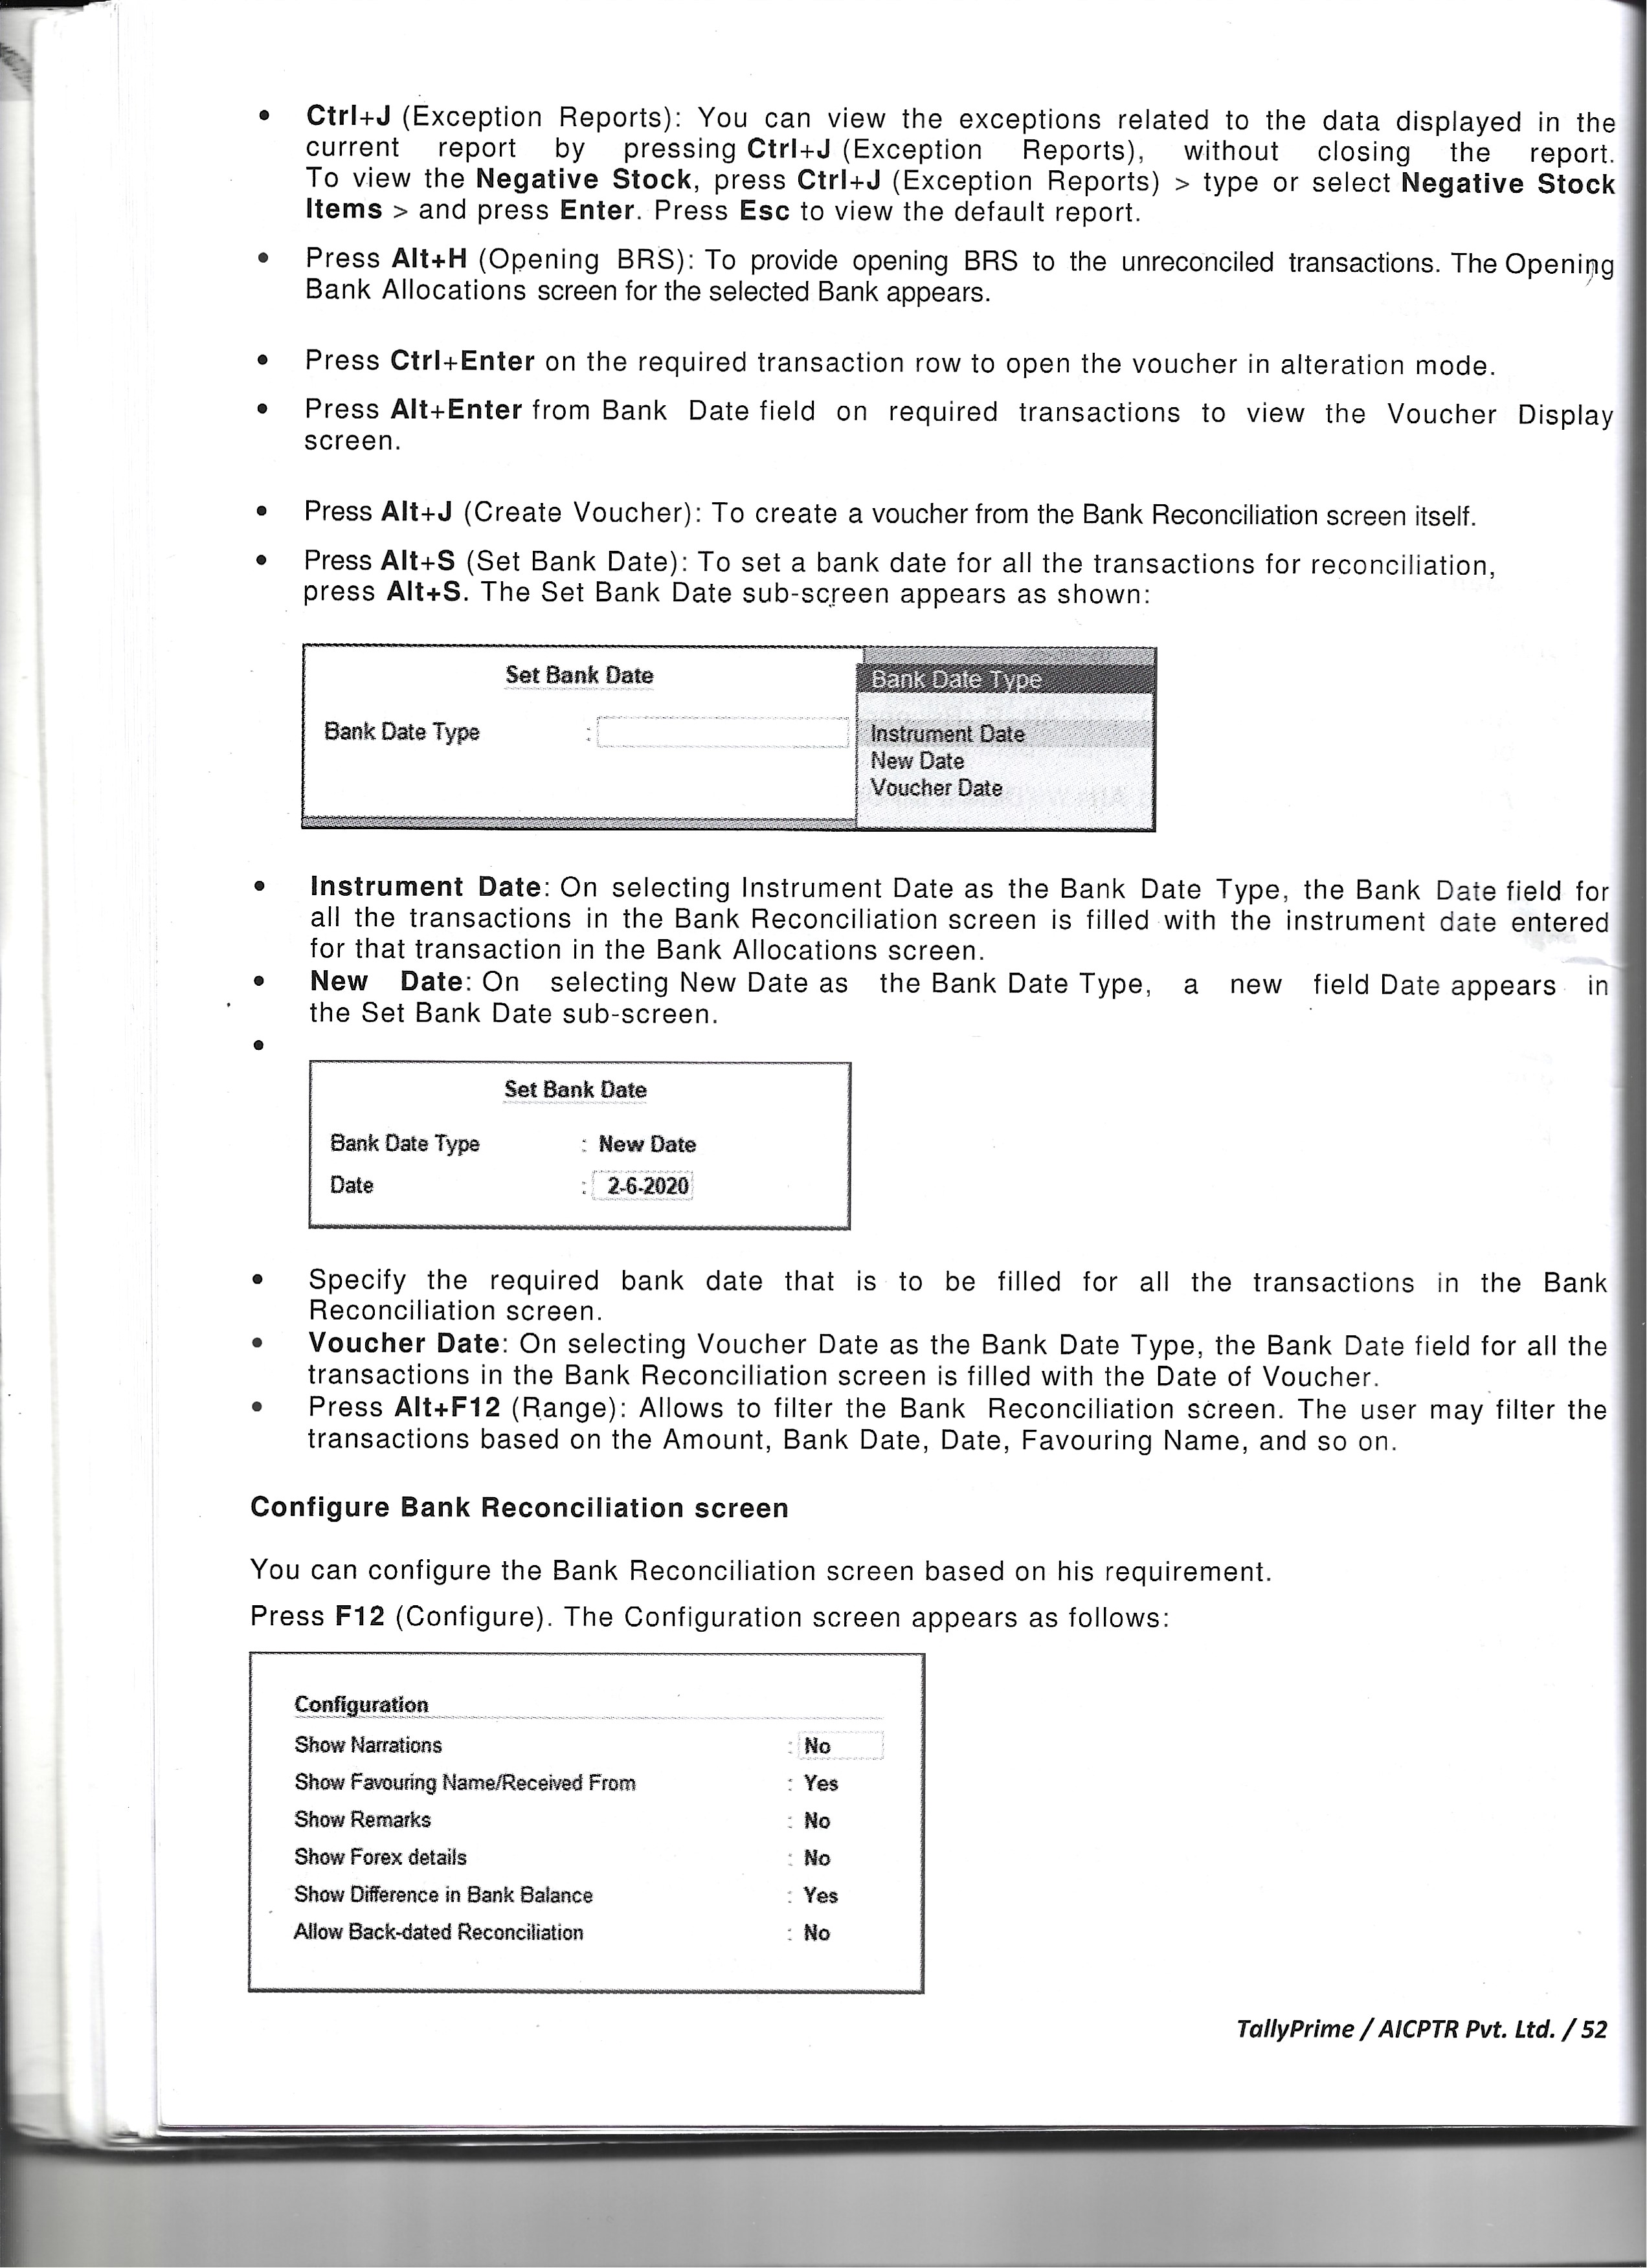 • Ctrl+J (Exception Reports): You can view the exceptions related to the data displayed in the
current report by pressing Ctrl+J (Exception Reports), without closing the report.
To view the Negative Stock, press Ctrl+J (Exception Reports) > type or select Negative Stock
Items > and press Enter. Press Esc to view the default report.
• Press Alt+H (Opening BRS): To provide opening BRS to the unreconciled transactions. The Opening
Bank Allocations screen for the selected Bank appears.
• Press Ctrl+Enter on the required transaction row to open the voucher in alteration mode.
• Press Alt+Enter from Bank Date field on required transactions to view the Voucher Display
screen.
• Press Alt+J (Create Voucher): To create a voucher from the Bank Reconciliation screen itself.
• Press Alt+S (Set Bank Date): To set a bank date for all the transactions for reconciliation,
press Alt+S. The Set Bank Date sub-screen appears as shown:
Set Bank Date
Bank Date Type :
Bank Date Type
Instrument Date
New Date
Voucher Date
• Instrument Date: On selecting Instrument Date as the Bank Date Type, the Bank Date field for
all the transactions in the Bank Reconciliation screen is filled with the instrument date entered
for that transaction in the Bank Allocations screen.
• New Date: On selecting New Date as the Bank Date Type, a new field Date appears in
the Set Bank Date sub-screen.
•
Set Bank Date
Bank Date Type : New Date
Date : 2-6-2020
• Specify the required bank date that is to be filled for all the transactions in the Bank
Reconciliation screen.
• Voucher Date: On selecting Voucher Date as the Bank Date Type, the Bank Date field for all the
transactions in the Bank Reconciliation screen is filled with the Date of Voucher.
• Press Alt+F12 (Range): Allows to filter the Bank Reconciliation screen. The user may filter the
transactions based on the Amount, Bank Date, Date, Favouring Name, and so on.
Configure Bank Reconciliation screen
You can configure the Bank Reconciliation screen based on his requirement.
Press F12 (Configure). The Configuration screen appears as follows:
Configuration
Show Narrations : No
Show Favouring Name/Received From : Yes
Show Remarks : No
Show Forex details : No
Show Difference in Bank Balance : Yes
Allow Back-dated Reconciliation : No
TallyPrime / AICPTR Pvt. Ltd. / 52